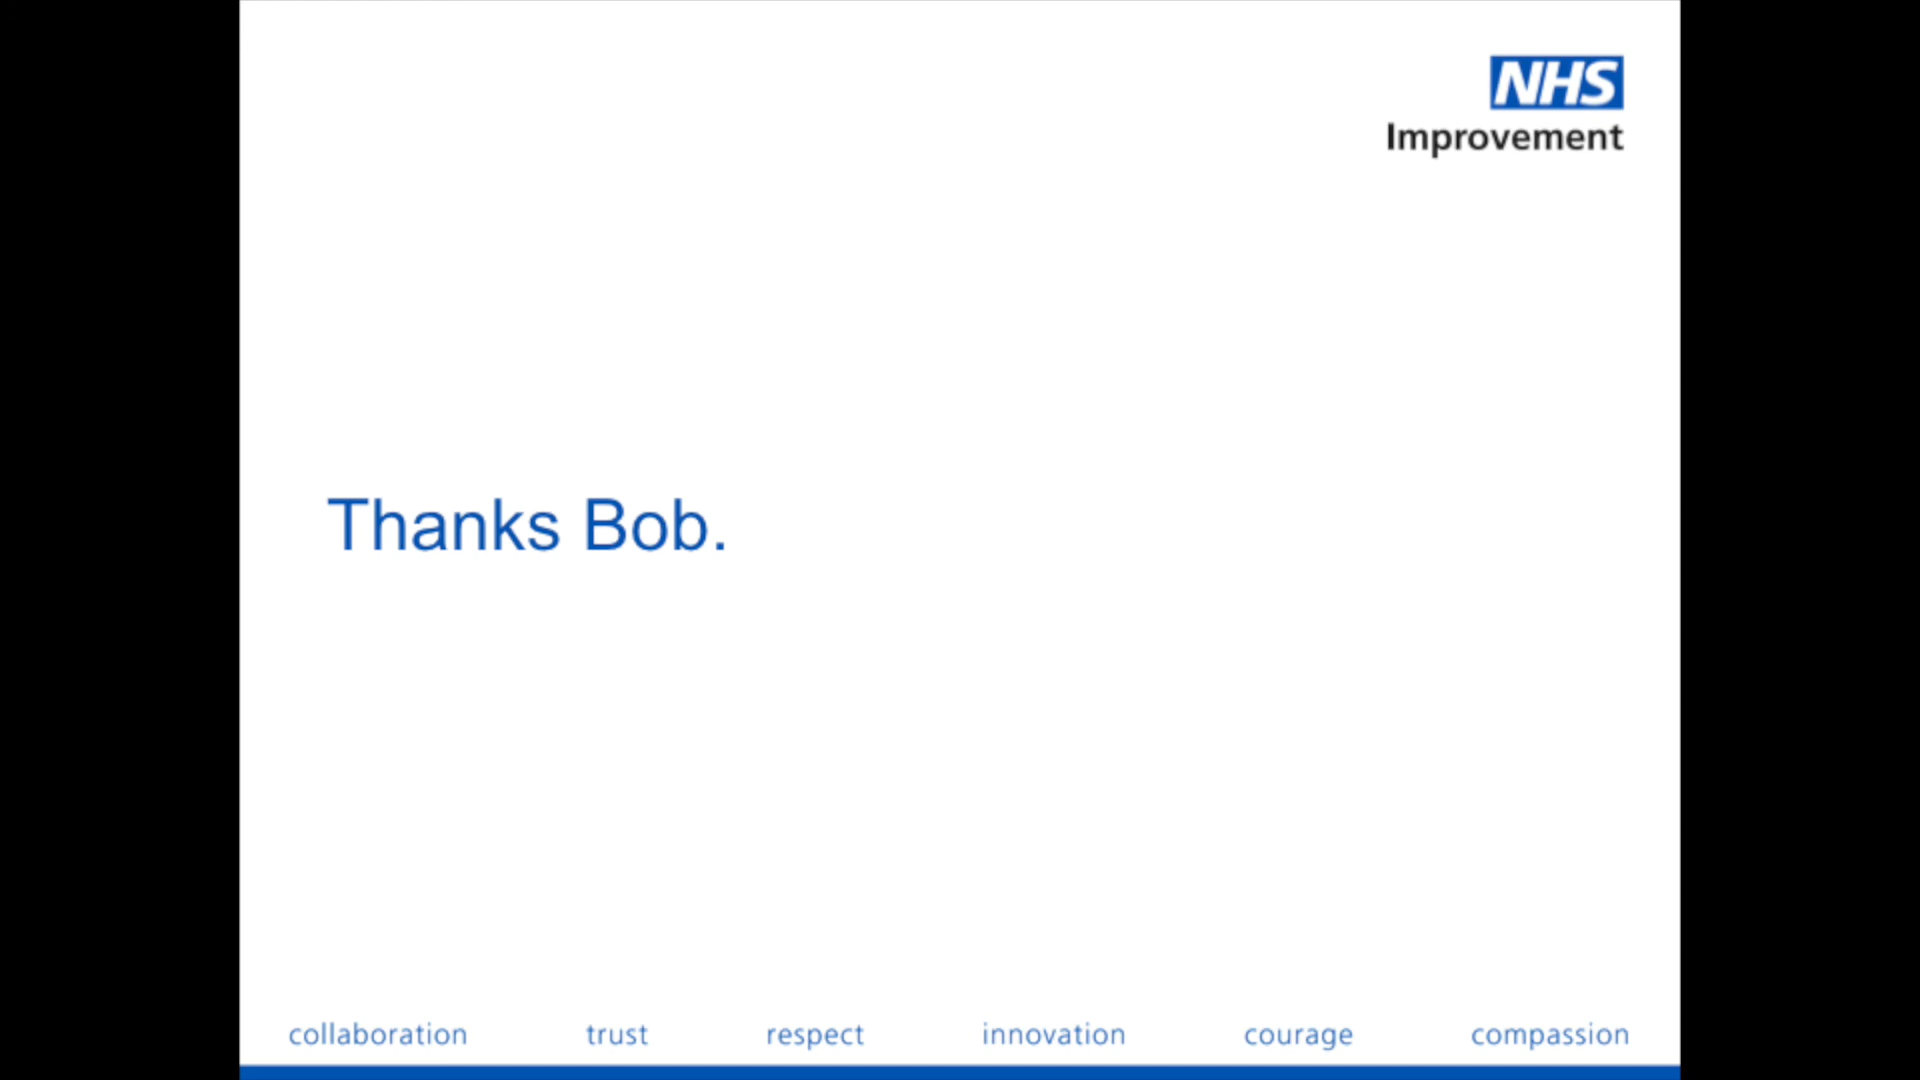 NHS
Improvement
Thanks Bob.
collaboration trust respect innovation courage compassion